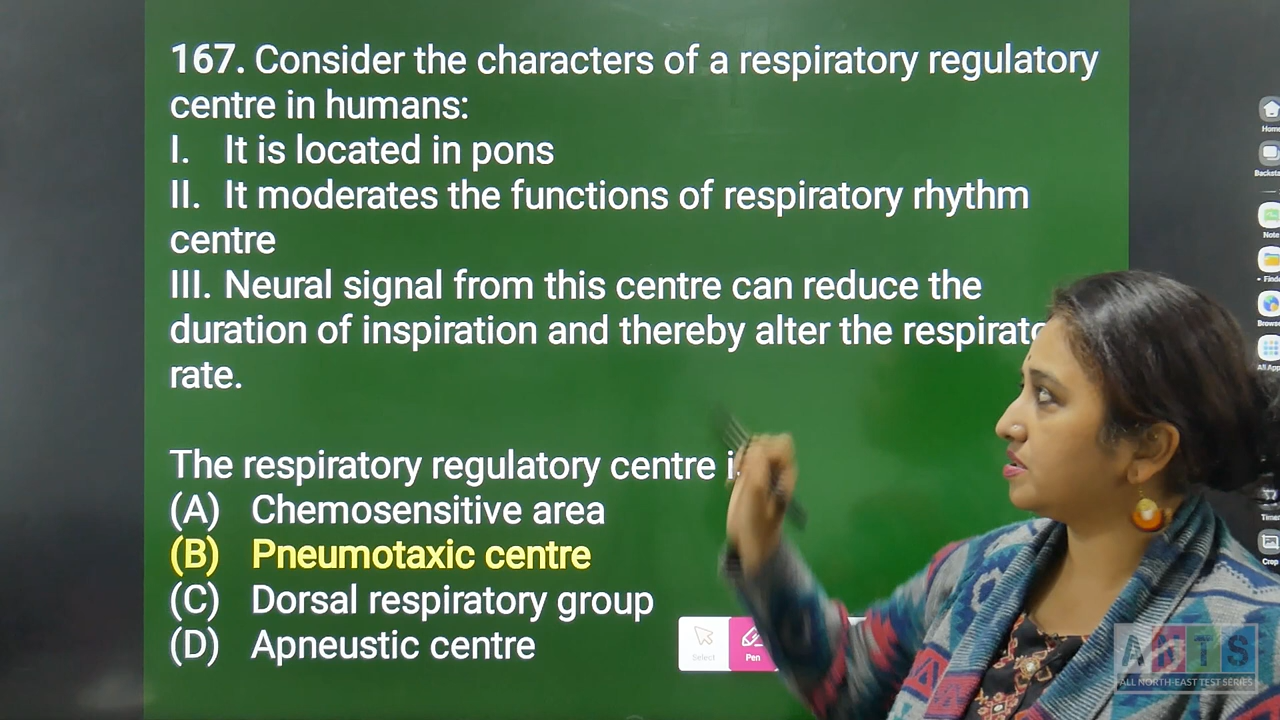 167. Consider the characters of a respiratory regulatory
centre in humans:
I. It is located in pons
II. It moderates the functions of respiratory rhythm
centre
III. Neural signal from this centre can reduce the
duration of inspiration and thereby alter the
rate.
The respiratory regulatory centre
(A) Chemosensitive area
(B) Pneumotaxic centre
(C) Dorsal respiratory group
(D) Apneustic centre
Select
Pen
Note
Crop
ANTS
ALL NORTH-EAST TEST SERIES